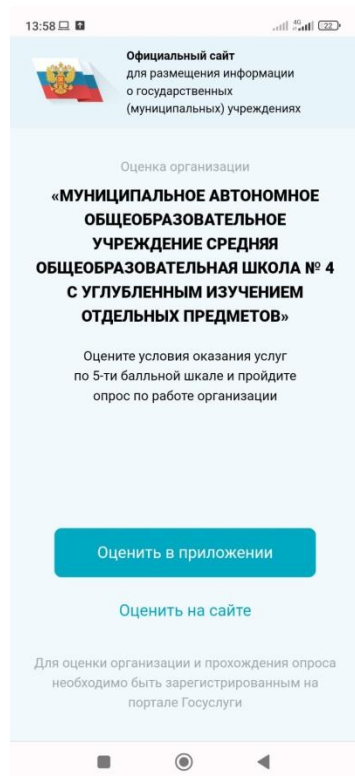 13:58
4G
22
Официальный сайт
для размещения информации
о государственных
(муниципальных) учреждениях
Оценка организации
«МУНИЦИПАЛЬНОЕ АВТОНОМНОЕ
ОБЩЕОБРАЗОВАТЕЛЬНОЕ
УЧРЕЖДЕНИЕ СРЕДНЯЯ
ОБЩЕОБРАЗОВАТЕЛЬНАЯ ШКОЛА № 4
С УГЛУБЛЕННЫМ ИЗУЧЕНИЕМ
ОТДЕЛЬНЫХ ПРЕДМЕТОВ»
Оцените условия оказания услуг
по 5-ти балльной шкале и пройдите
опрос по работе организации
Оценить в приложении
Оценить на сайте
Для оценки организации и прохождения опроса
необходимо быть зарегистрированным на
портале Госуслуги